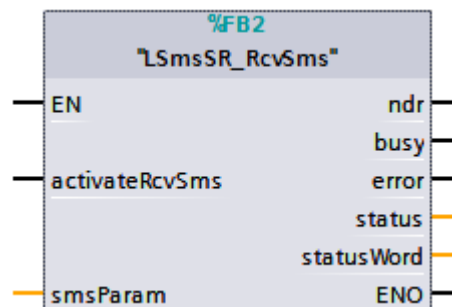 %FB2
"LSmsSR_RcvSms"
EN
ndr
busy
activateRcvSms
error
status
statusWord
smsParam
ENO